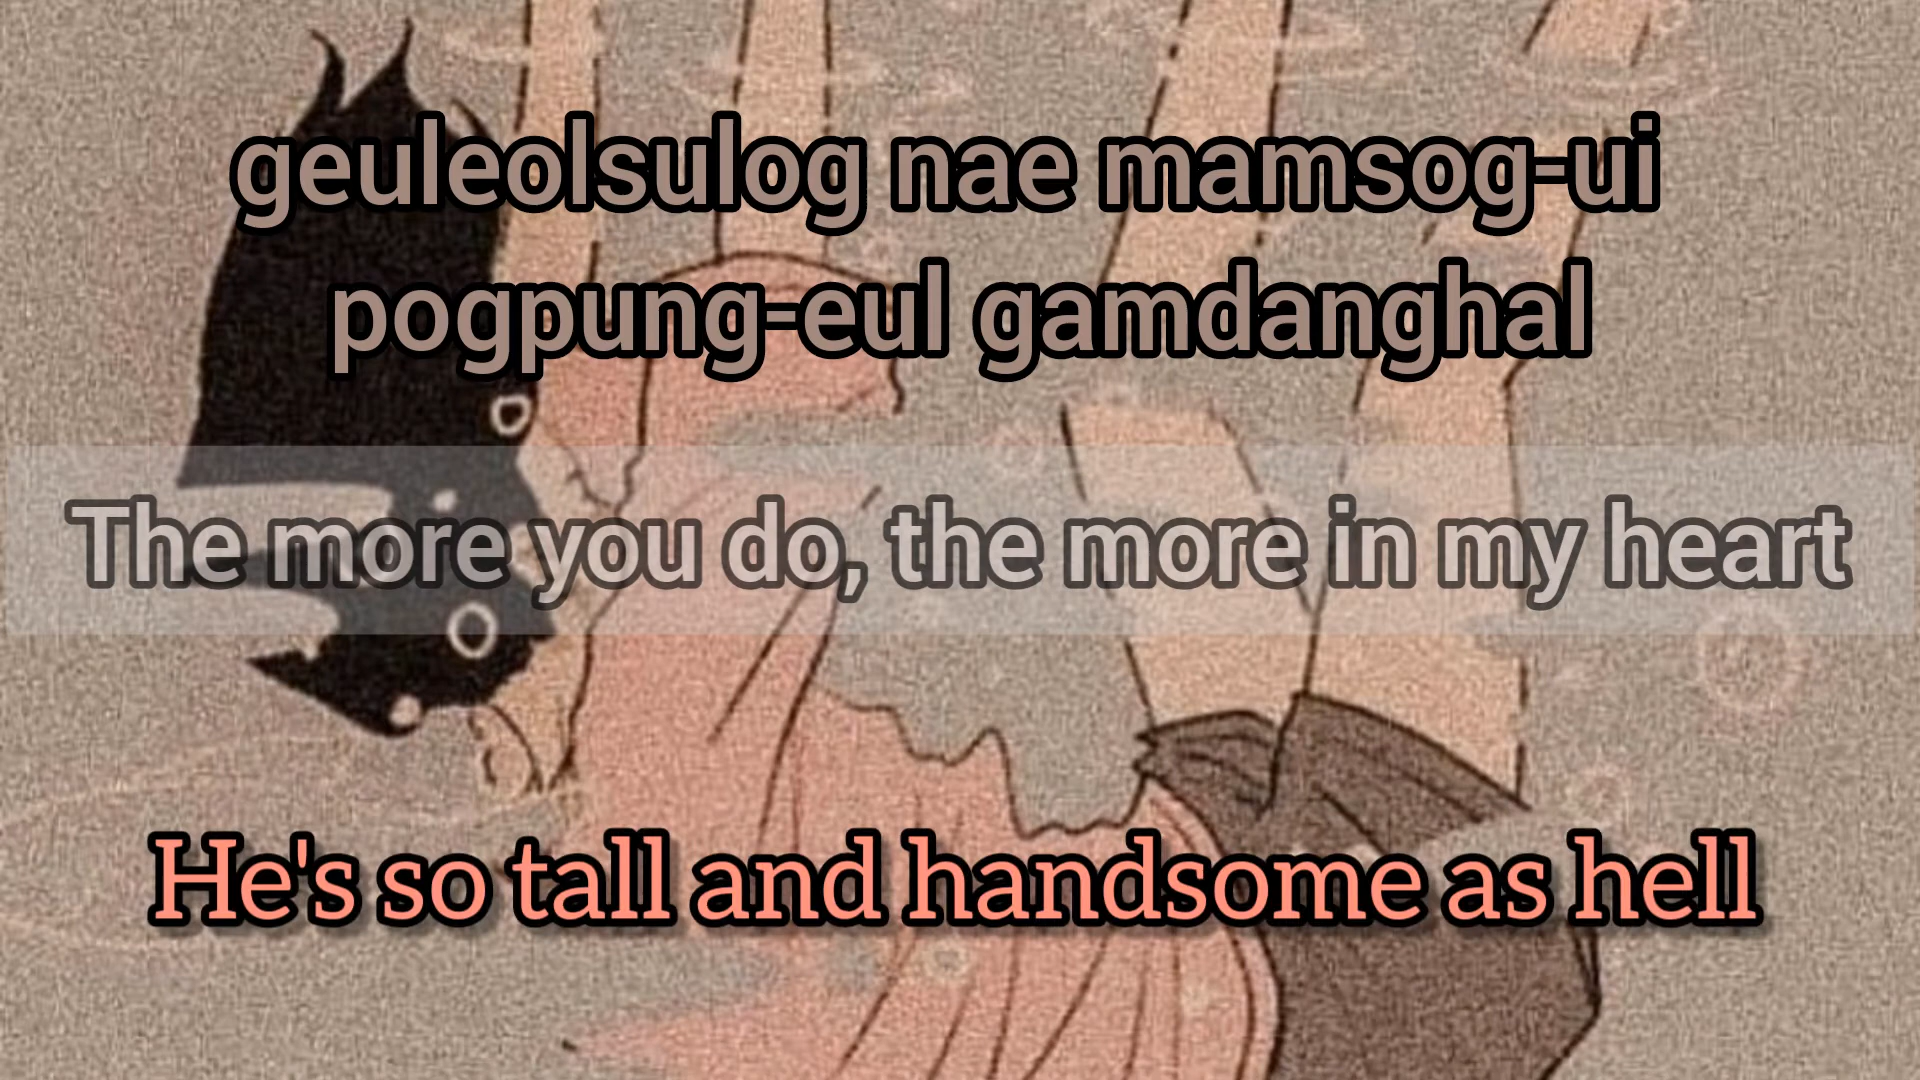 geuleolsulog nae mamsog-ui
pogpung-eul gamdanghal
The more you do, the more in my heart
He's so tall and handsome as hell